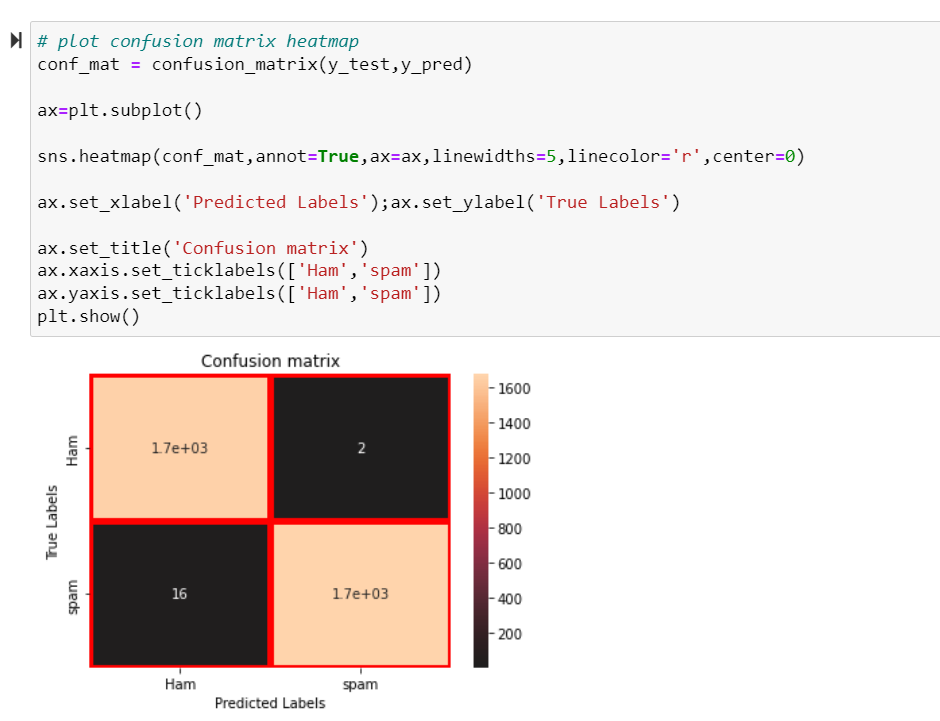 # plot confusion matrix heatmap
conf_mat = confusion_matrix(y_test,y_pred)
ax=plt.subplot()
sns.heatmap(conf_mat,annot=True,ax=ax,linewidths=5,linecolor='r',center=0)
ax.set_xlabel('Predicted Labels');ax.set_ylabel('True Labels')
ax.set_title('Confusion matrix')
ax.xaxis.set_ticklabels(['Ham','spam'])
ax.yaxis.set_ticklabels(['Ham','spam'])
plt.show()
Confusion matrix
True Labels
Ham
spam
1.7e+03
2
16
1.7e+03
Ham
spam
Predicted Labels
1600
1400
1200
1000
800
600
400
200